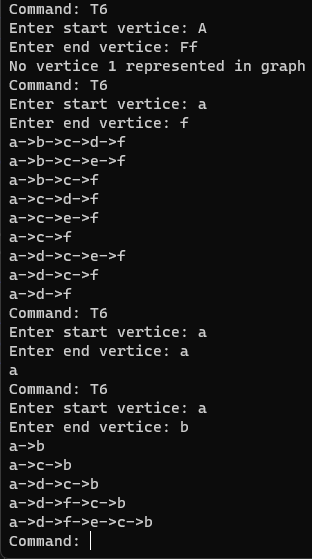 Command: T6
Enter start vertice: A
Enter end vertice: Ff
No vertice 1 represented in graph
Command: T6
Enter start vertice: a
Enter end vertice: f
a->b->c->d->f
a->b->c->e->f
a->b->c->f
a->c->d->f
a->c->e->f
a->c->f
a->d->c->e->f
a->d->c->f
a->d->f
Command: T6
Enter start vertice: a
Enter end vertice: a
a
Command: T6
Enter start vertice: a
Enter end vertice: b
a->b
a->c->b
a->d->c->b
a->d->f->c->b
a->d->f->e->c->b
Command: